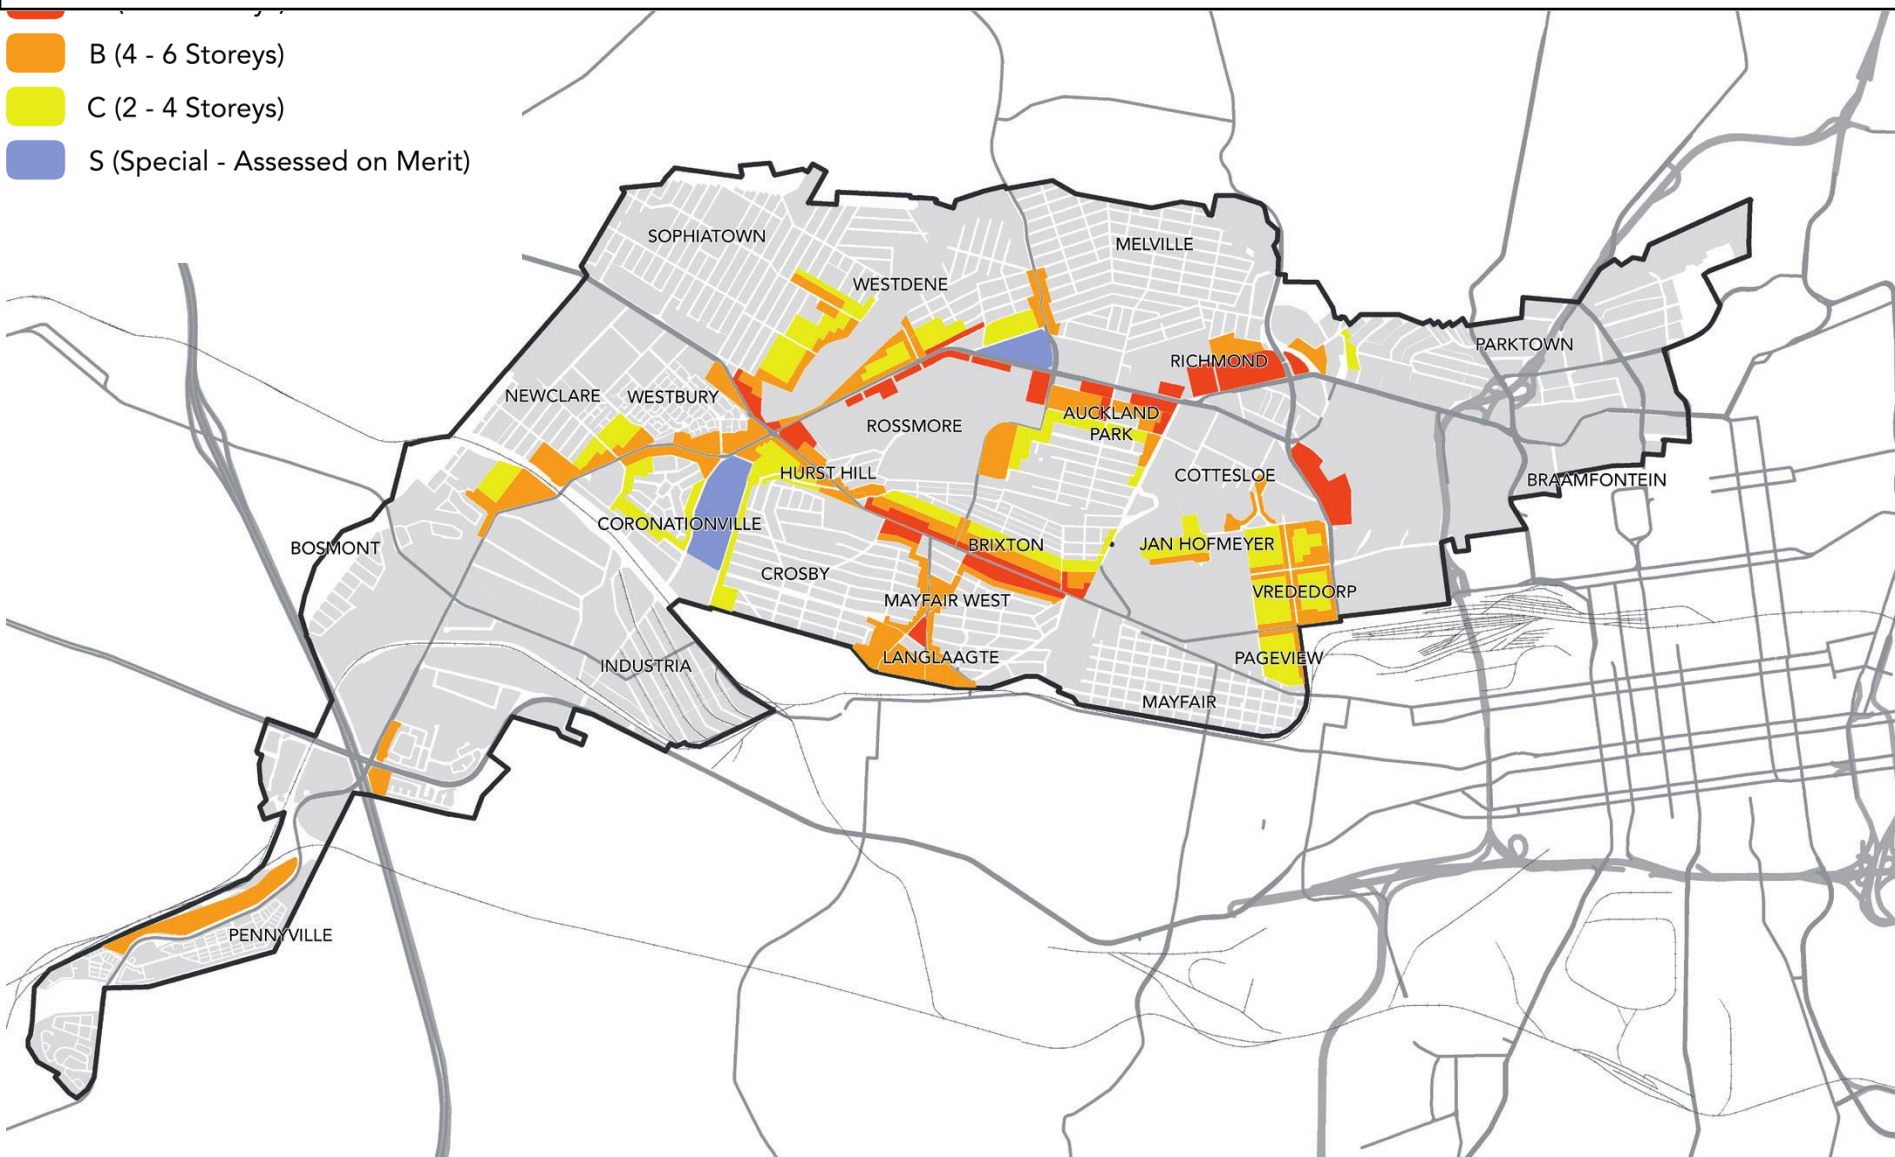 B (4 - 6 Storeys)
C (2 - 4 Storeys)
S (Special - Assessed on Merit)
SOPHIATOWN
MELVILLE
WESTDENE
PARKTOWN
RICHMOND
NEWCLARE
WESTBURY
AUCKLAND
PARK
ROSSMORE
HURST HILL
COTTESLOE
BRAAMFONTEIN
CORONATIONVILLE
BOSMONT
BRIXTON
JAN HOFMEYER
CROSBY
VREDEDORP
MAYFAIR WEST
LANGLAAGTE
PAGEVIEW
INDUSTRIA
MAYFAIR
PENNYVILLE